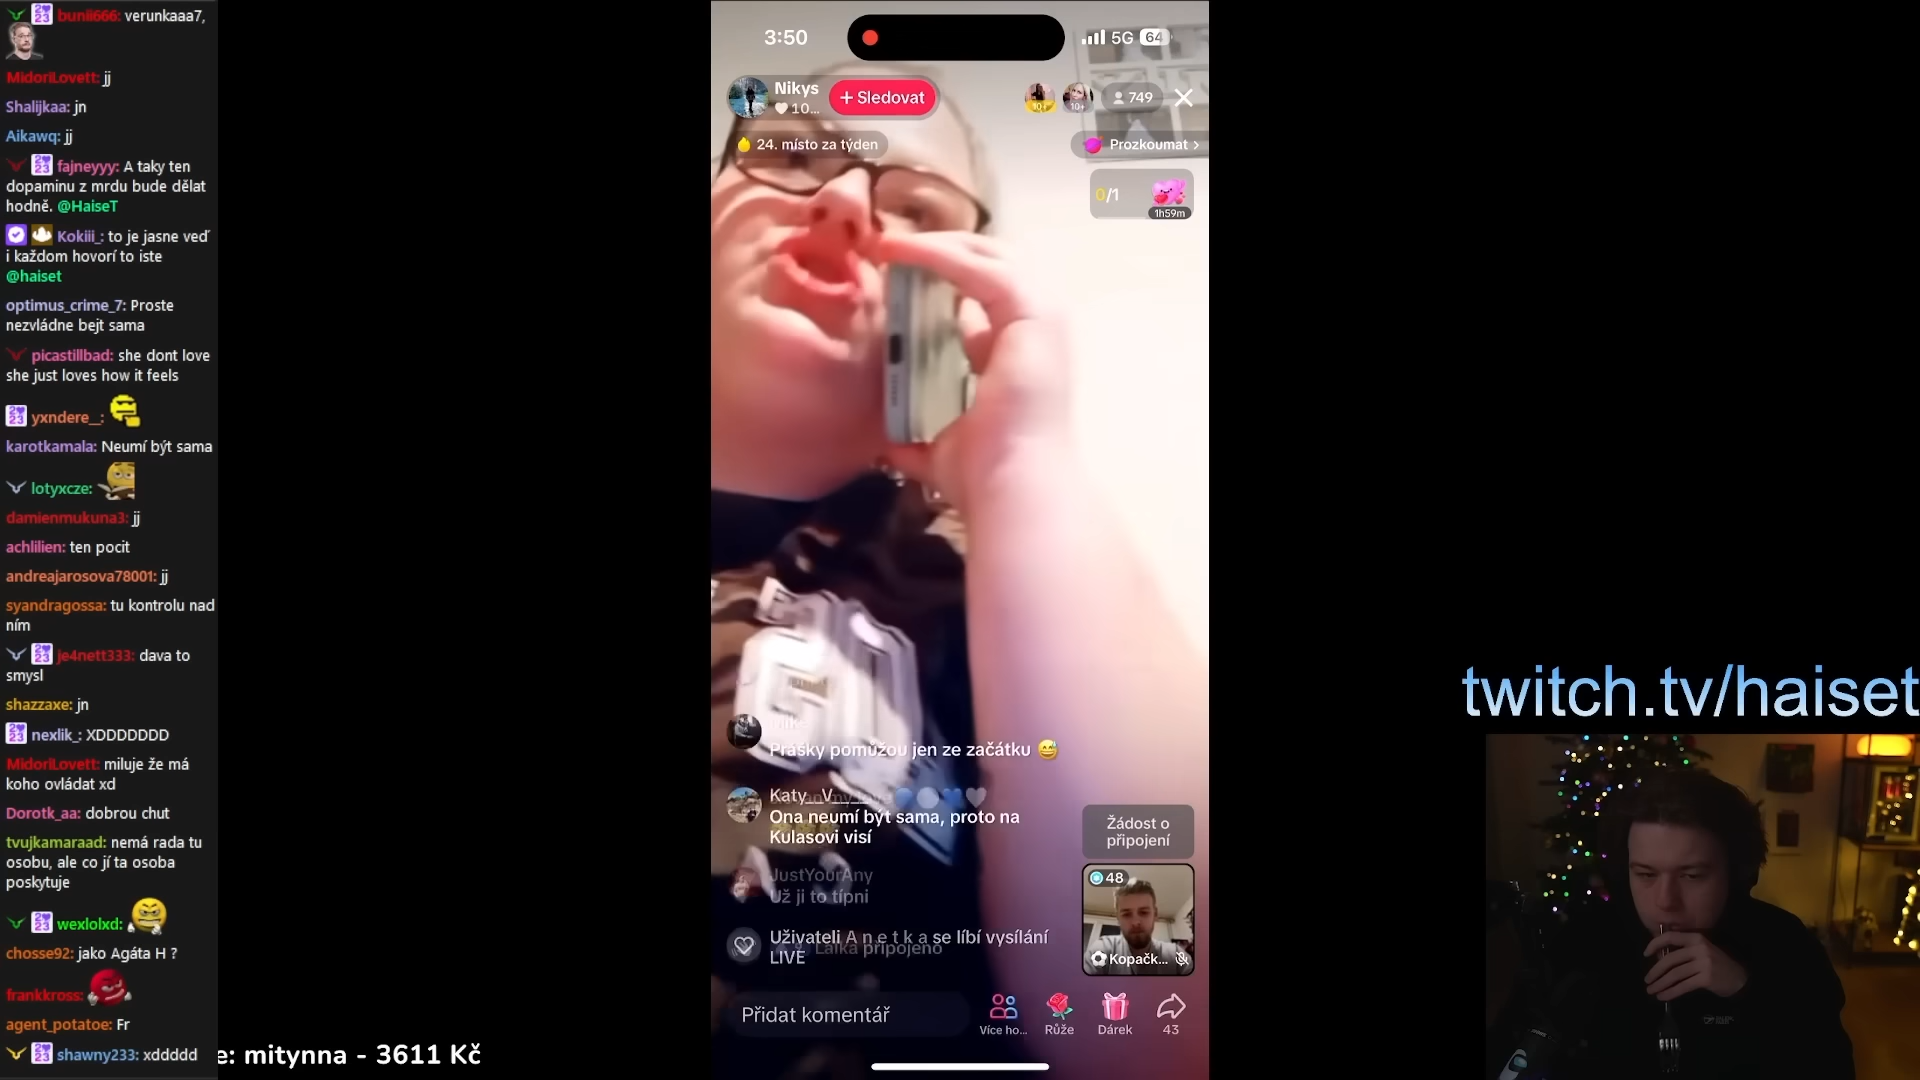 bunii666: verunkaaa7,
MidoriLovett: jj
Shalijkaa: jn
Aikawq: jj
fajneyyy: A taky ten
dopaminu z mrdu bude dělat
hodně. @HaiseT
Kokiii_: to je jasne veď
i každom hovorí to iste
@haiset
optimus_crime_7: Proste
nezvládne bejt sama
picastillbad: she dont love
she just loves how it feels
yxndere__:
karotkamala: Neumí být sama
lotyxcze:
damienmukuna3: jj
achlilien: ten pocit
andreajarosova78001: jj
syandragossa: tu kontrolu nad
ním
je4nett333: dava to
smysl
shazzaxe: jn
nexlik_: XDDDDDDD
MidoriLovett: miluje že má
koho ovládat xd
Dorotk_aa: dobrou chut
tvujkamaraad: nemá rada tu
osobu, ale co jí ta osoba
poskytuje
wexlolxd:
chosse92: jako Agáta H ?
frankkross:
agent_potatoe: Fr
shawny233: xddddd
e: mitynna - 3611 Kč
3:50
5G 64
Nikys
10...
+ Sledovat
10+
10+
749
24. místo za týden
Prozkoumat >
0/1
1h59m
Prášky pomůžou jen ze začátku
Katy__V____
Ona neumí být sama, proto na
Kulasovi visí
JustYourAny
Už ji to típni
Uživateli A n e t k a se líbí vysílání
LIVE
Lalka připojeno
Žádost o
připojení
48
Kopačk...
Přidat komentář
Více ho...
Růže
Dárek
43
twitch.tv/haiset